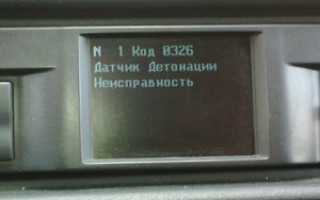 N 1 Код 0326
Датчик Детонации
Неисправность